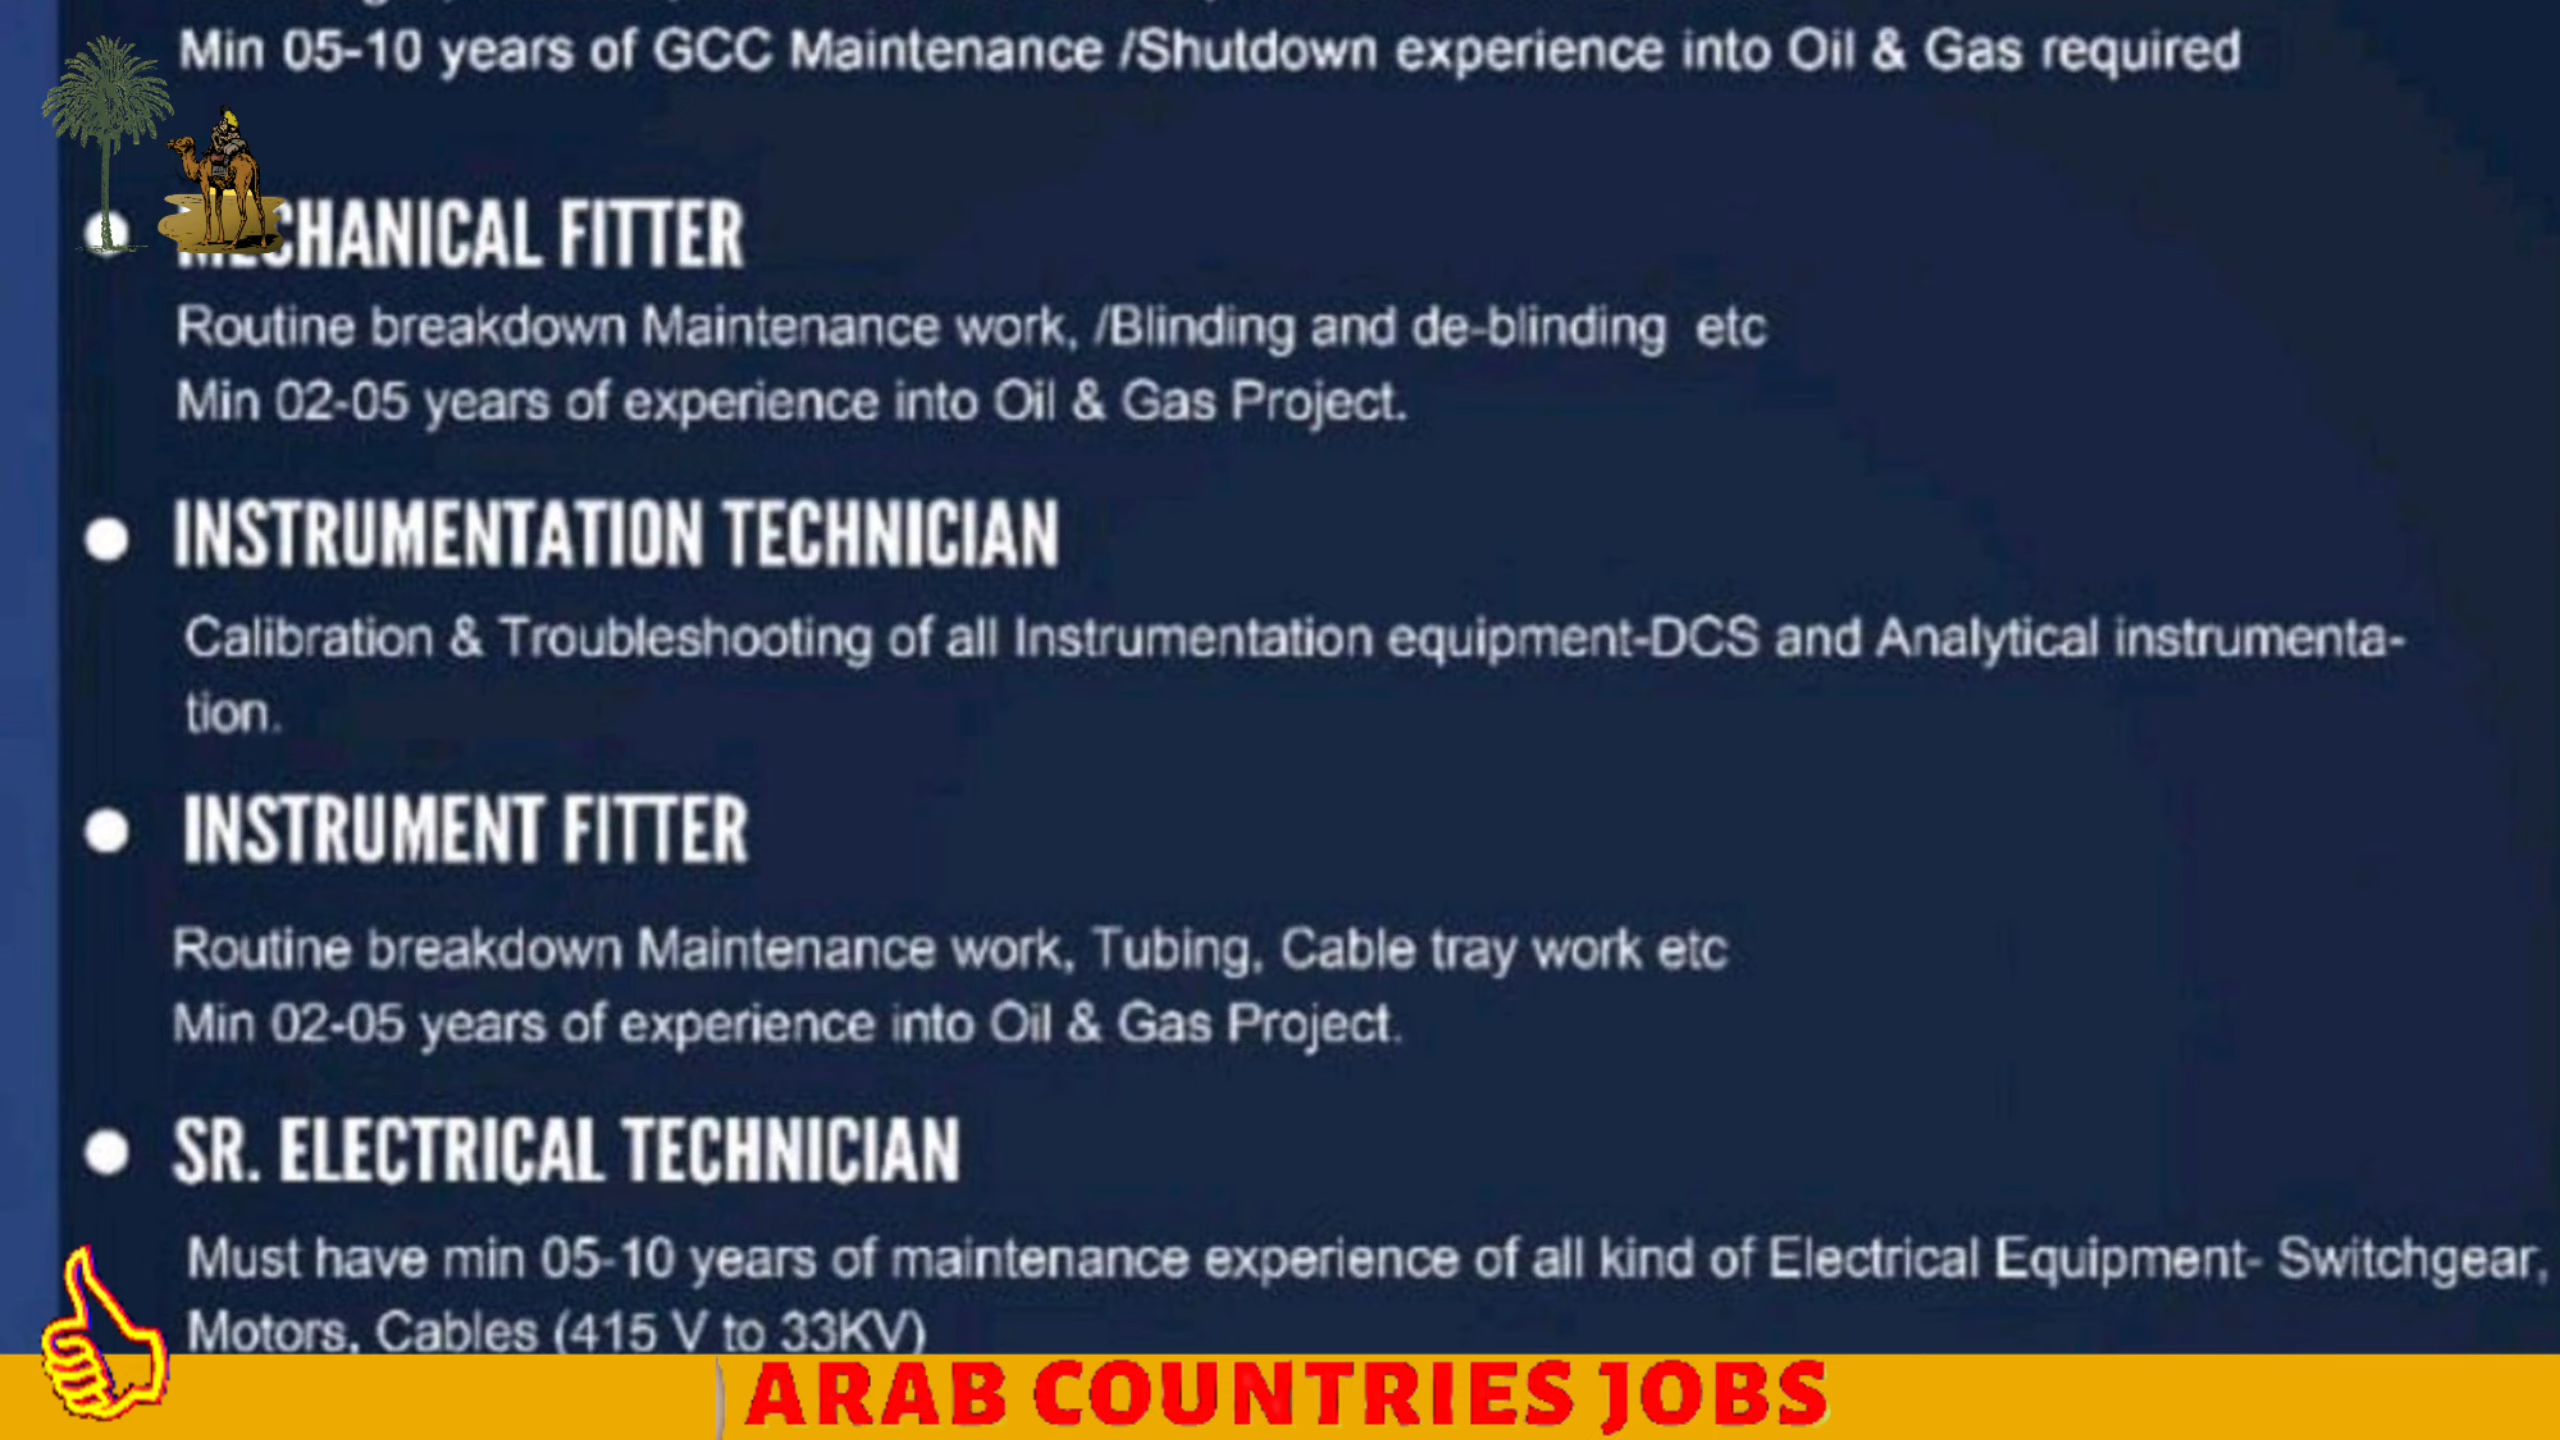 Min 05-10 years of GCC Maintenance /Shutdown experience into Oil & Gas required
MECHANICAL FITTER
Routine breakdown Maintenance work, /Blinding and de-blinding etc
Min 02-05 years of experience into Oil & Gas Project.
INSTRUMENTATION TECHNICIAN
Calibration & Troubleshooting of all Instrumentation equipment-DCS and Analytical instrumenta-
tion.
INSTRUMENT FITTER
Routine breakdown Maintenance work, Tubing, Cable tray work etc
Min 02-05 years of experience into Oil & Gas Project.
SR. ELECTRICAL TECHNICIAN
Must have min 05-10 years of maintenance experience of all kind of Electrical Equipment- Switchgear,
Motors, Cables (415 V to 33KV)
ARAB COUNTRIES JOBS